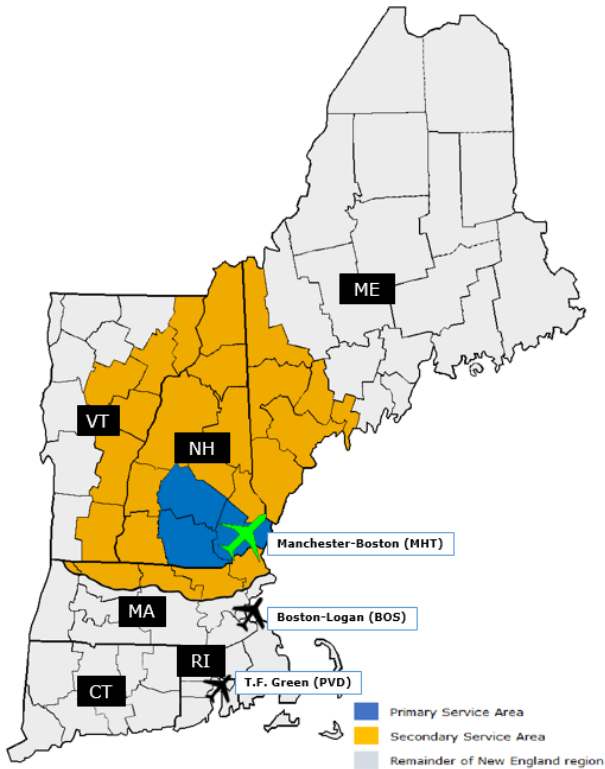 ME
VT
NH
Manchester-Boston (MHT)
MA
Boston-Logan (BOS)
RI
T.F. Green (PVD)
CT
Primary Service Area
Secondary Service Area
Remainder of New England region